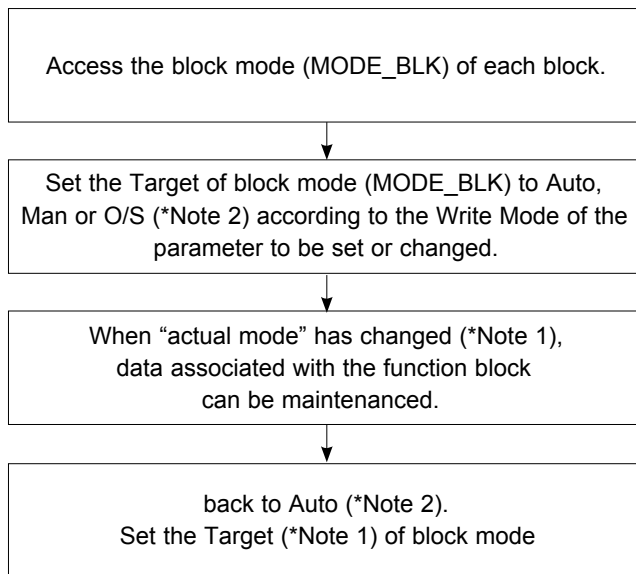 Access the block mode (MODE_BLK) of each block.
Set the Target of block mode (MODE_BLK) to Auto,
Man or O/S (*Note 2) according to the Write Mode of the
parameter to be set or changed.
When “actual mode” has changed (*Note 1),
data associated with the function block
can be maintenanced.
back to Auto (*Note 2).
Set the Target (*Note 1) of block mode